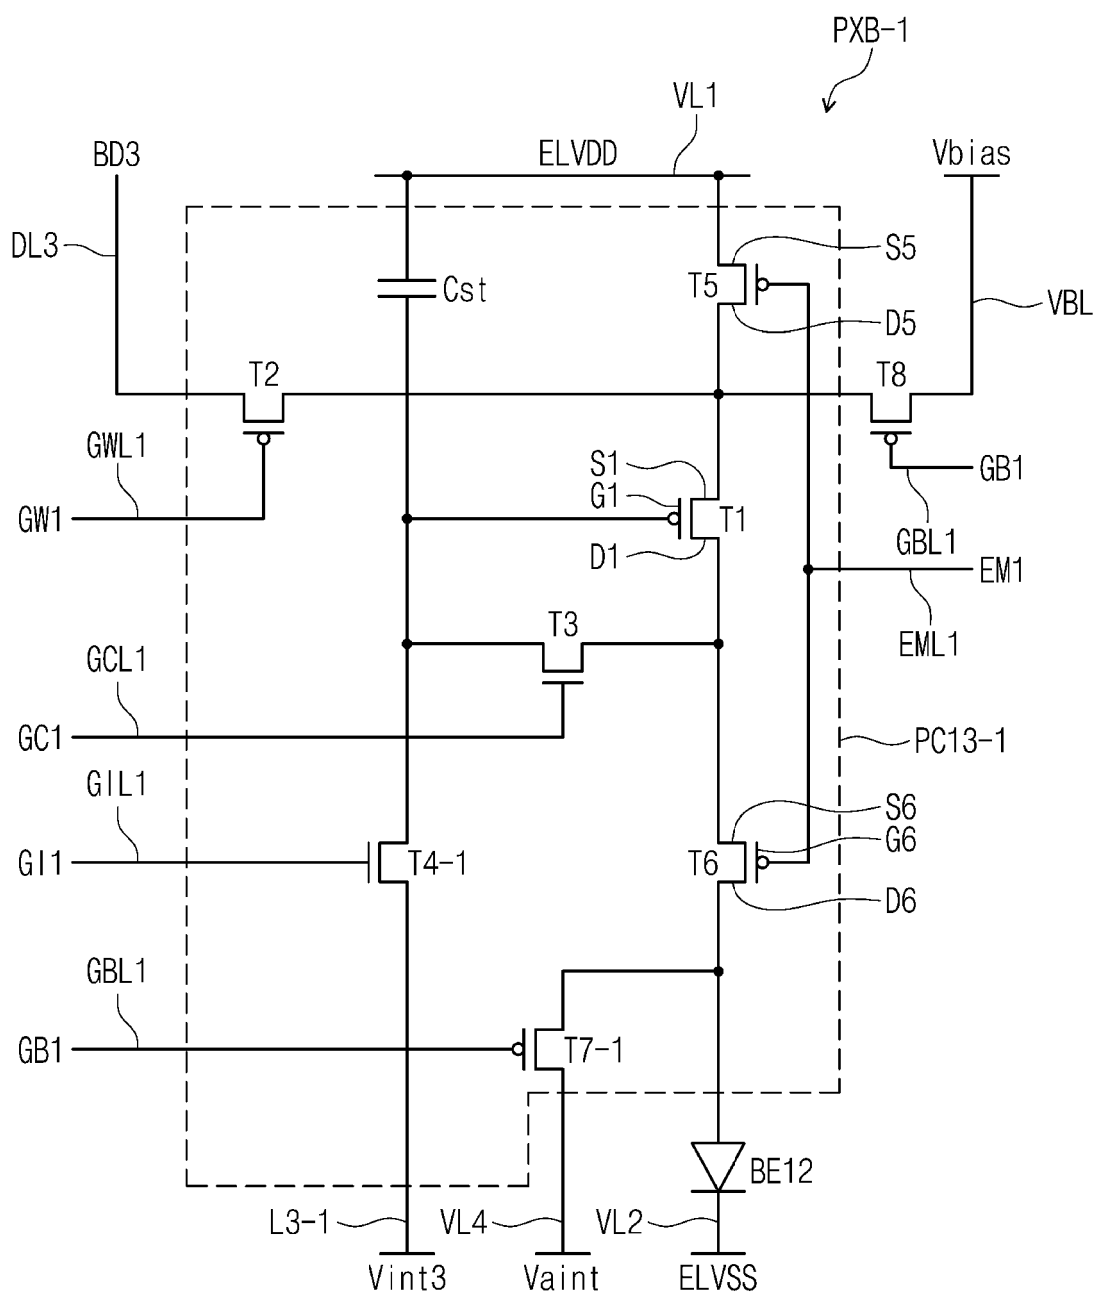 PXB-1
VL1
BD3
ELVDD
Vbias
DL3
S5
T5
Cst
D5
VBL
T2
T8
GWL1
S1
G1
GB1
GW1
T1
D1
GBL1
EM1
T3
EML1
GCL1
GC1
PC13-1
GIL1
S6
G6
GI1
T4-1
T6
D6
GBL1
GB1
T7-1
BE12
L3-1
VL4
VL2
Vint3
Vaint
ELVSS